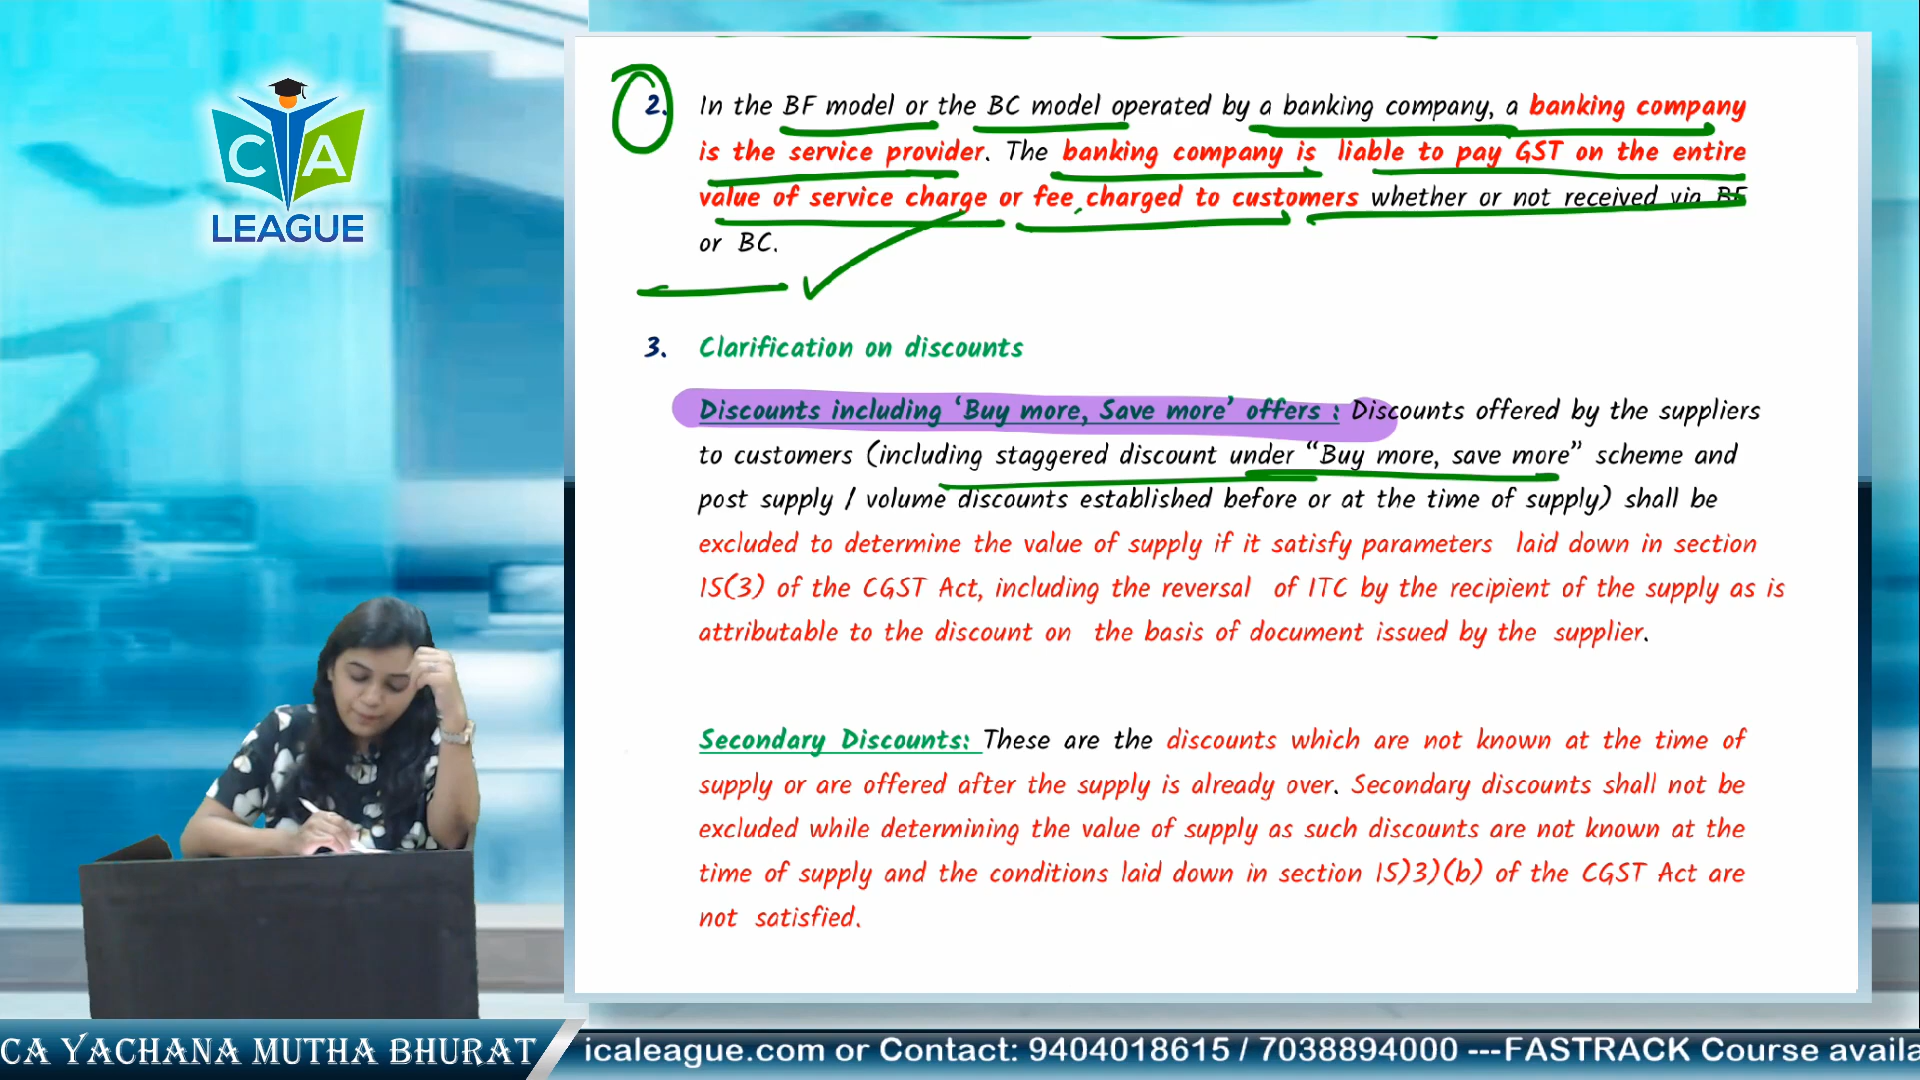 CA
LEAGUE
2. In the BF model or the BC model operated by a banking company, a banking company
is the service provider. The banking company is liable to pay GST on the entire
value of service charge or fee charged to customers whether or not received via BF
or BC.
3. Clarification on discounts
Discounts including ‘Buy more, Save more’ offers : Discounts offered by the suppliers
to customers (including staggered discount under “Buy more, save more” scheme and
post supply / volume discounts established before or at the time of supply) shall be
excluded to determine the value of supply if it satisfy parameters laid down in section
15(3) of the CGST Act, including the reversal of ITC by the recipient of the supply as is
attributable to the discount on the basis of document issued by the supplier.
Secondary Discounts: These are the discounts which are not known at the time of
supply or are offered after the supply is already over. Secondary discounts shall not be
excluded while determining the value of supply as such discounts are not known at the
time of supply and the conditions laid down in section 15)3)(b) of the CGST Act are
not satisfied.
CA YACHANA MUTHA BHURAT
icaleague.com or Contact: 9404018615 / 7038894000 ---FASTRACK Course availa